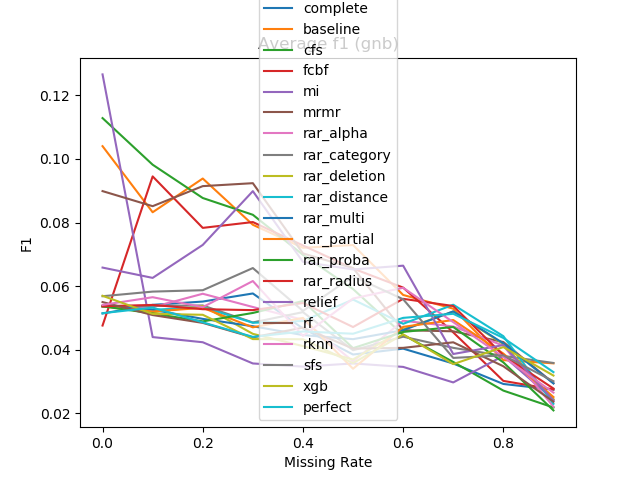 complete
baseline
Average f1 (gnb)
cfs
fcbf
mi
mrmr
rar_alpha
rar_category
rar_deletion
rar_distance
rar_multi
rar_partial
rar_proba
rar_radius
relief
rf
rknn
sfs
xgb
perfect
F1
0.12
0.10
0.08
0.06
0.04
0.02
0.0
0.2
0.4
0.6
0.8
Missing Rate